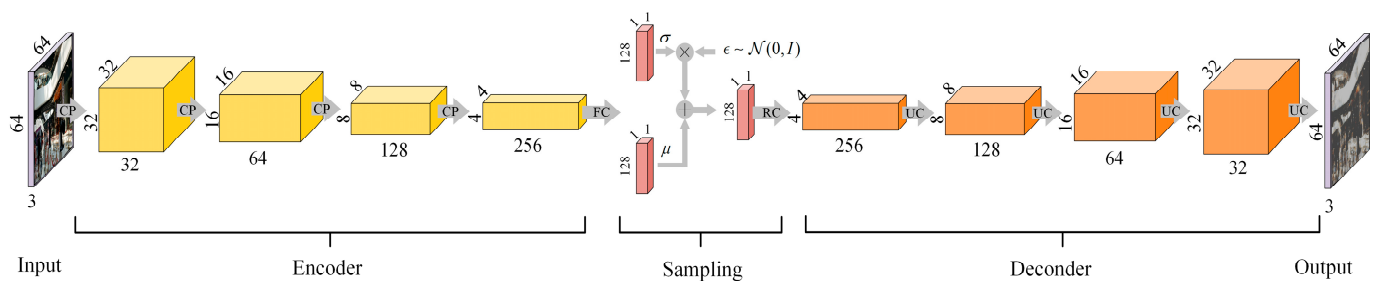 64
64
3
CP
32
32
32
CP
16
16
64
CP
8
8
128
CP
4
4
256
FC
1 1
128
σ
×
ϵ ~ N(0, I)
1 1
128
μ
1 1
128
RC
4
4
256
UC
8
8
128
UC
16
16
64
UC
32
32
32
UC
64
64
3
Input
Encoder
Sampling
Deconder
Output